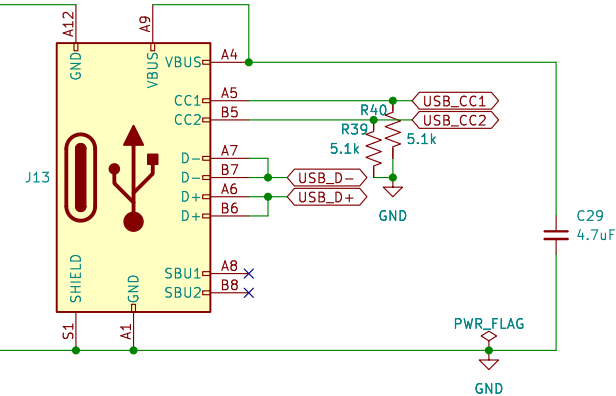 A12
A9
GND
VBUS
VBUS
A4
CC1
A5
USB_CC1
CC2
B5
USB_CC2
R40
5.1k
R39
5.1k
D-
A7
D-
B7
USB_D-
D+
A6
USB_D+
D+
B6
GND
J13
C29
4.7uF
SBU1
A8
SBU2
B8
SHIELD
GND
S1
A1
PWR_FLAG
GND